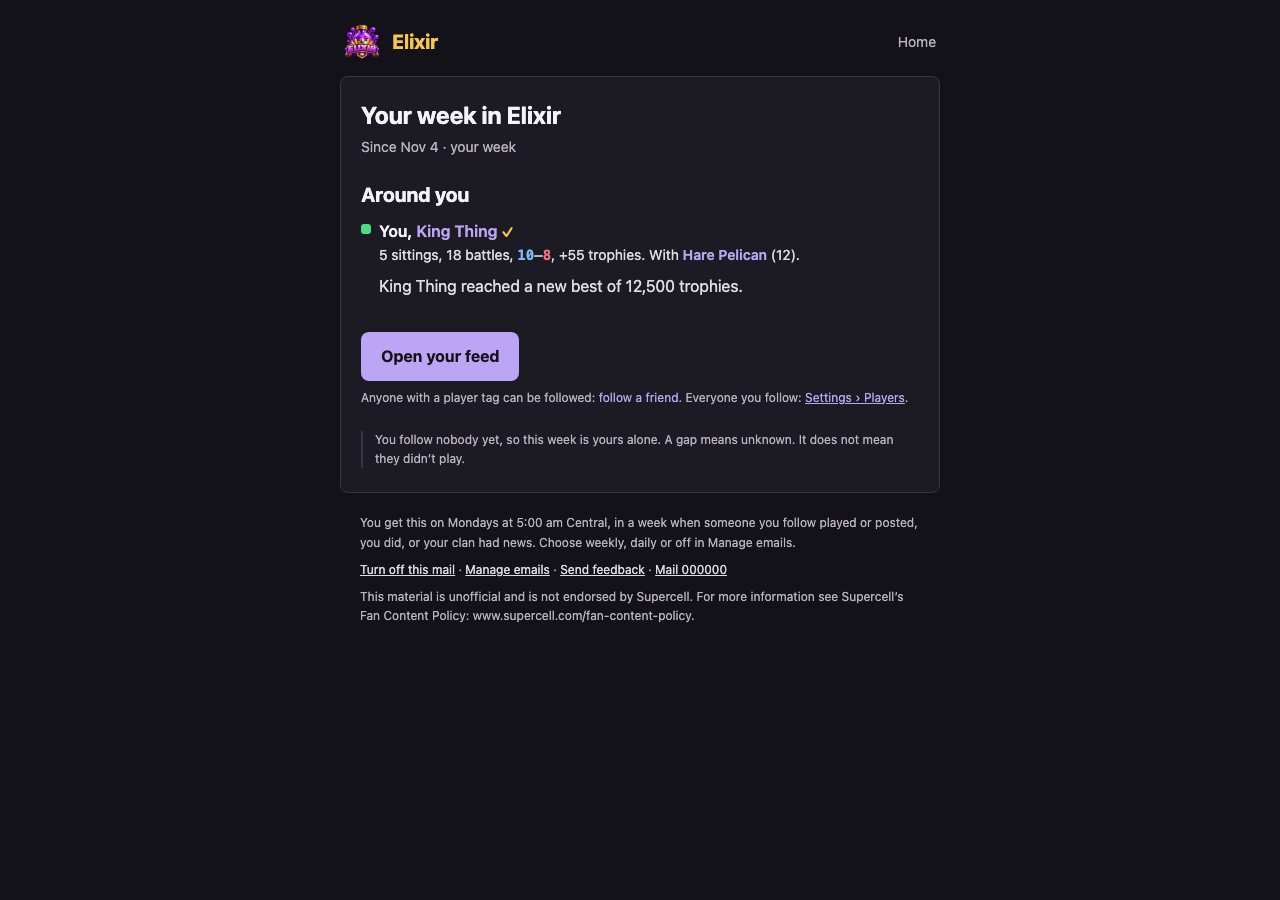 ELIXIR
Elixir
Home
Your week in Elixir
Since Nov 4 · your week
Around you
You, King Thing ✓
5 sittings, 18 battles, 10–8, +55 trophies. With Hare Pelican (12).
King Thing reached a new best of 12,500 trophies.
Open your feed
Anyone with a player tag can be followed: follow a friend. Everyone you follow: Settings › Players.
You follow nobody yet, so this week is yours alone. A gap means unknown. It does not mean
they didn’t play.
You get this on Mondays at 5:00 am Central, in a week when someone you follow played or posted,
you did, or your clan had news. Choose weekly, daily or off in Manage emails.
Turn off this mail · Manage emails · Send feedback · Mail 000000
This material is unofficial and is not endorsed by Supercell. For more information see Supercell’s
Fan Content Policy: www.supercell.com/fan-content-policy.